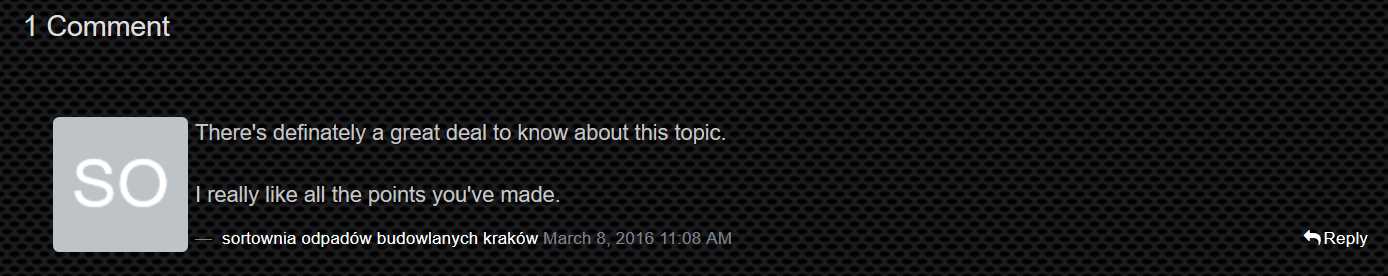 1 Comment
SO
There's definately a great deal to know about this topic.
I really like all the points you've made.
— sortownia odpadów budowlanych kraków March 8, 2016 11:08 AM
Reply